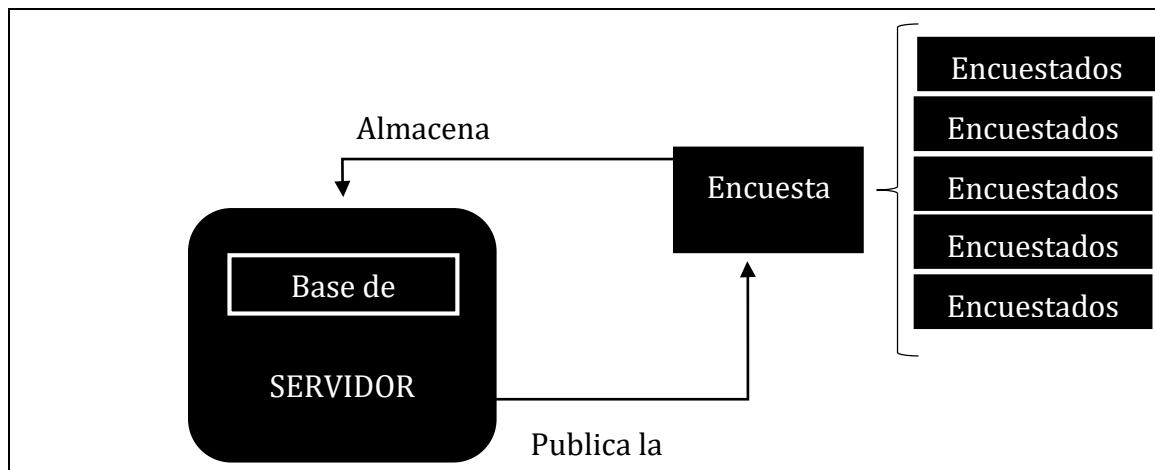 Encuestados
Almacena
Encuestados
Encuesta
Encuestados
Encuestados
Base de
Encuestados
SERVIDOR
Publica la